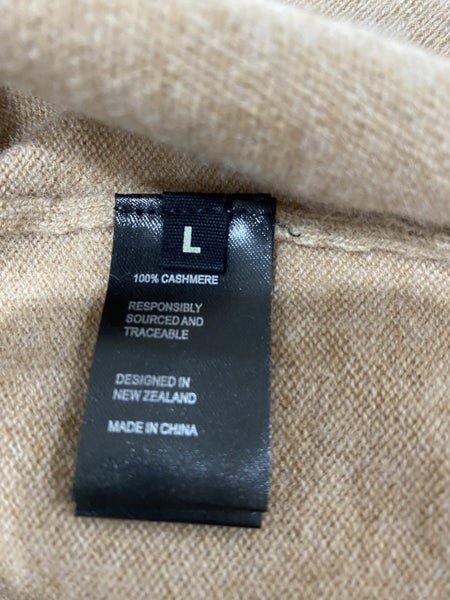 L
100% CASHMERE
RESPONSIBLY
SOURCED AND
TRACEABLE
DESIGNED IN
NEW ZEALAND
MADE IN CHINA